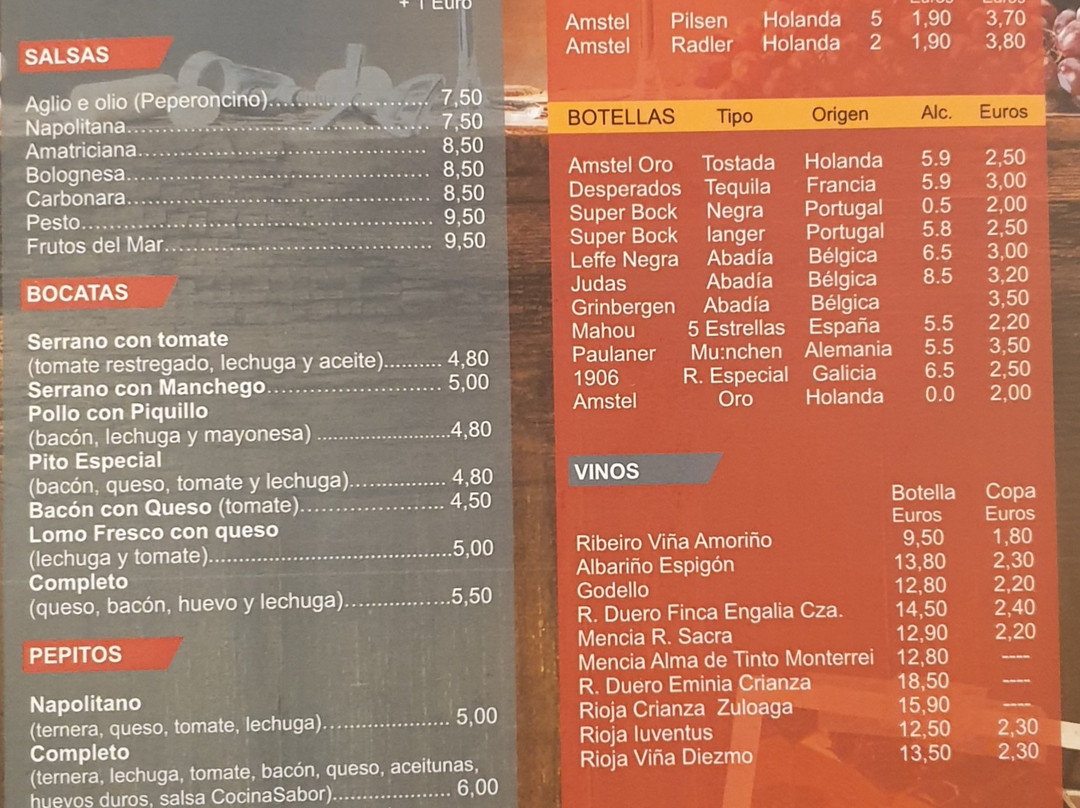 + 1 Euro
SALSAS
Aglio e olio (Peperoncino)............................ 7,50
Napolitana.................................................... 7,50
Amatriciana.................................................. 8,50
Bolognesa.................................................... 8,50
Carbonara.................................................... 8,50
Pesto............................................................ 9,50
Frutos del Mar.............................................. 9,50
BOCATAS
Serrano con tomate
(tomate restregado, lechuga y aceite).......... 4,80
Serrano con Manchego............................... 5,00
Pollo con Piquillo
(bacón, lechuga y mayonesa) ........................4,80
Pito Especial
(bacón, queso, tomate y lechuga)................. 4,80
Bacón con Queso (tomate)......................... 4,50
Lomo Fresco con queso
(lechuga y tomate)...........................................5,00
Completo
(queso, bacón, huevo y lechuga)...................5,50
PEPITOS
Napolitano
(ternera, queso, tomate, lechuga)...................... 5,00
Completo
(ternera, lechuga, tomate, bacón, queso, aceitunas,
huevos duros, salsa CocinaSabor).................... 6,00
Amstel Pilsen Holanda 5 1,90 3,70
Amstel Radler Holanda 2 1,90 3,80
BOTELLAS Tipo Origen Alc. Euros
Amstel Oro Tostada Holanda 5.9 2,50
Desperados Tequila Francia 5.9 3,00
Super Bock Negra Portugal 0.5 2,00
Super Bock langer Portugal 5.8 2,50
Leffe Negra Abadía Bélgica 6.5 3,00
Judas Abadía Bélgica 8.5 3,20
Grinbergen Abadía Bélgica 3,50
Mahou 5 Estrellas España 5.5 2,20
Paulaner Mu:nchen Alemania 5.5 3,50
1906 R. Especial Galicia 6.5 2,50
Amstel Oro Holanda 0.0 2,00
VINOS
Botella Copa
Euros Euros
Ribeiro Viña Amoriño 9,50 1,80
Albariño Espigón 13,80 2,30
Godello 12,80 2,20
R. Duero Finca Engalia Cza. 14,50 2,40
Mencia R. Sacra 12,90 2,20
Mencia Alma de Tinto Monterrei 12,80 ----
R. Duero Eminia Crianza 18,50 ----
Rioja Crianza Zuloaga 15,90 ----
Rioja Iuventus 12,50 2,30
Rioja Viña Diezmo 13,50 2,30